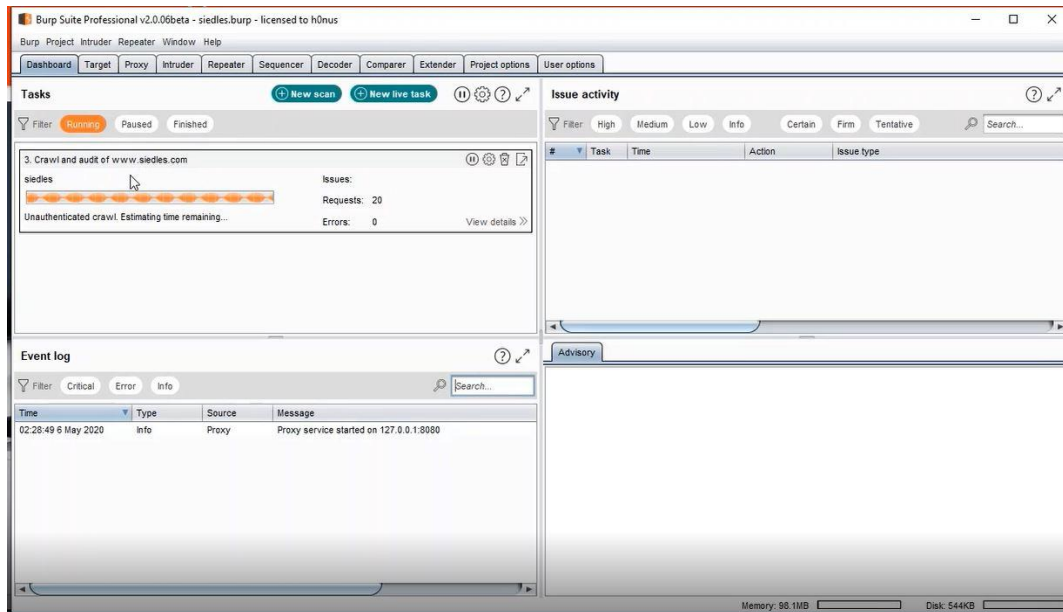 Burp Suite Professional v2.0.06beta - siedles.burp - licensed to h0nus
Burp Project Intruder Repeater Window Help
Dashboard Target Proxy Intruder Repeater Sequencer Decoder Comparer Extender Project options User options
Tasks New scan New live task
Filter Running Paused Finished
3. Crawl and audit of www.siedles.com
siedles Issues:
Requests: 20
Unauthenticated crawl. Estimating time remaining...
Errors: 0 View details
Issue activity
Filter High Medium Low Info Certain Firm Tentative Search...
# Task Time Action Issue type
Event log
Filter Critical Error Info Search...
Time Type Source Message
02:28:49 6 May 2020 Info Proxy Proxy service started on 127.0.0.1:8080
Advisory
Memory: 98.1MB Disk: 544KB